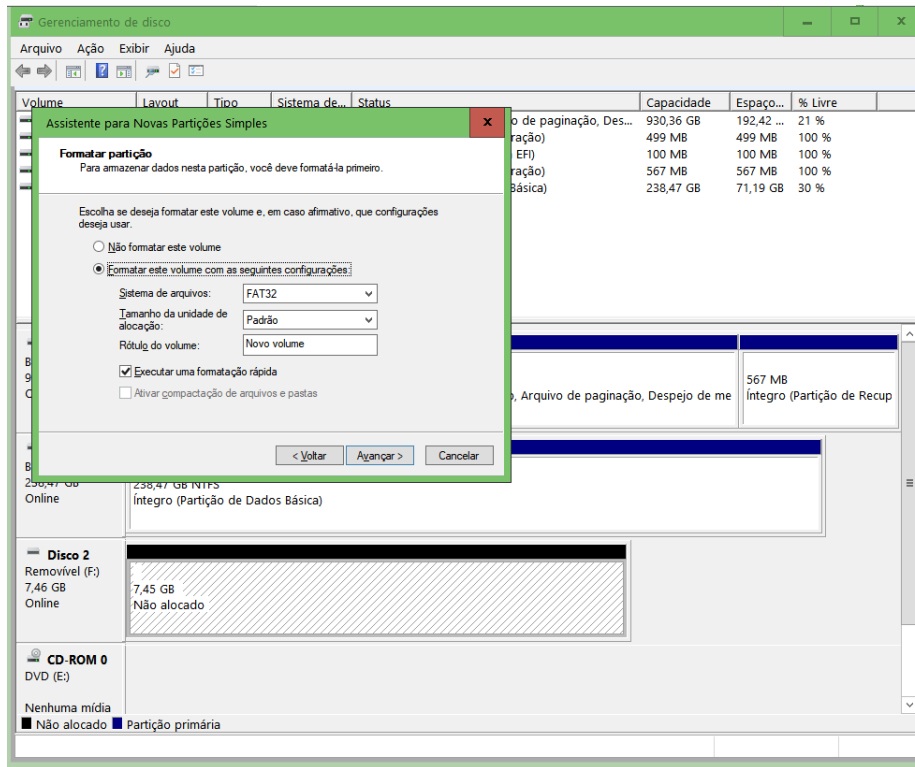 Gerenciamento de disco
Arquivo Ação Exibir Ajuda
Volume Layout Tipo Sistema de... Status Capacidade Espaço... % Livre
o de paginação, Des... 930,36 GB 192,42 ... 21 %
ração) 499 MB 499 MB 100 %
EFI) 100 MB 100 MB 100 %
ração) 567 MB 567 MB 100 %
Básica) 238,47 GB 71,19 GB 30 %
Assistente para Novas Partições Simples
Formatar partição
Para armazenar dados nesta partição, você deve formatá-la primeiro.
Escolha se deseja formatar este volume e, em caso afirmativo, que configurações
deseja usar.
Não formatar este volume
Formatar este volume com as seguintes configurações:
Sistema de arquivos: FAT32
Tamanho da unidade de
alocação: Padrão
Rótulo do volume: Novo volume
Executar uma formatação rápida
Ativar compactação de arquivos e pastas
< Voltar Avançar > Cancelar
B
9
C
, Arquivo de paginação, Despejo de me
567 MB
Íntegro (Partição de Recup
B
238,47 GB
Online
238,47 GB NTFS
Íntegro (Partição de Dados Básica)
Disco 2
Removível (F:)
7,46 GB
Online
7,45 GB
Não alocado
CD-ROM 0
DVD (E:)
Nenhuma mídia
Não alocado Partição primária